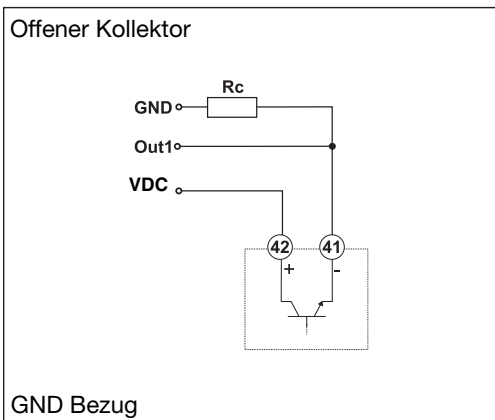 Offener Kollektor
Rc
GND
Out1
VDC
42 41
+ -
GND Bezug